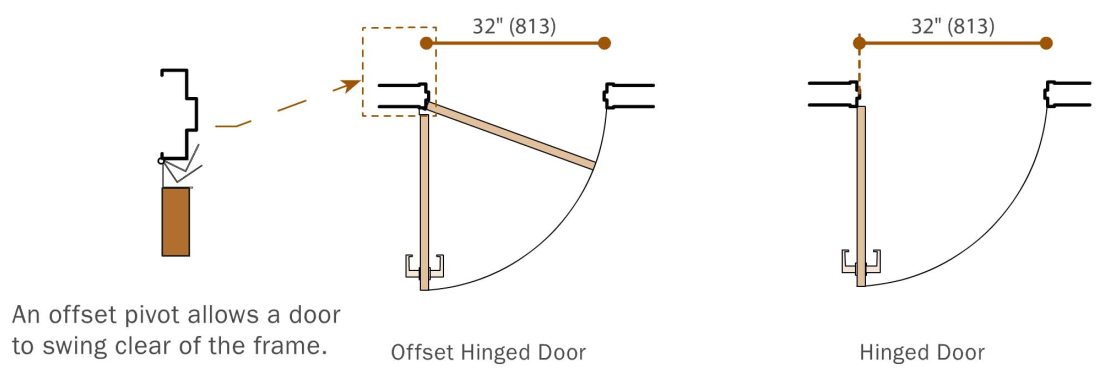 32" (813)
32" (813)
An offset pivot allows a door
to swing clear of the frame.
Offset Hinged Door
Hinged Door